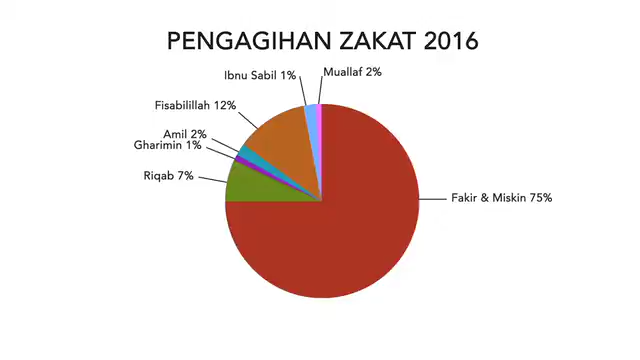 PENGAGIHAN ZAKAT 2016
Ibnu Sabil 1%
Muallaf 2%
Fisabilillah 12%
Amil 2%
Gharimin 1%
Riqab 7%
Fakir & Miskin 75%